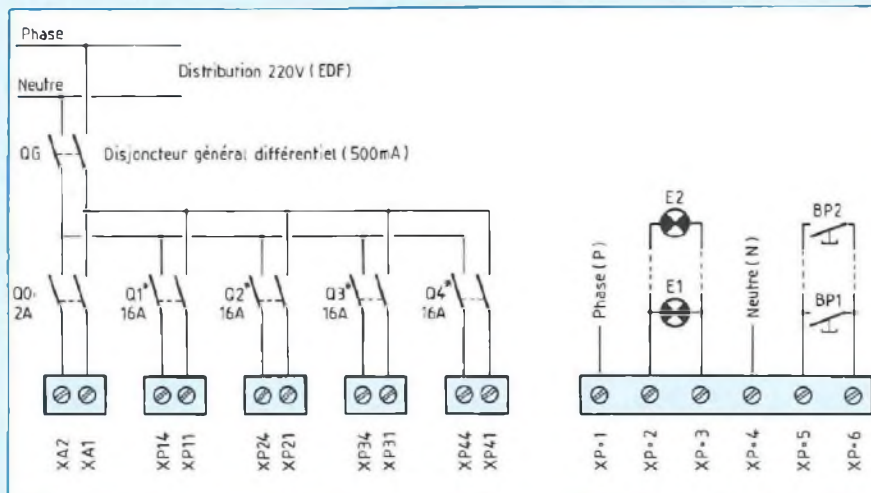 Phase
Distribution 220V (EDF)
Neutre
QG
Disjoncteur général différentiel (500mA)
E2
BP2
Phase (P)
E1
Neutre (N)
BP1
Q0
2A
Q1*
16A
Q2*
16A
Q3*
16A
Q4*
16A
XA2
XA1
XP14
XP11
XP24
XP21
XP34
XP31
XP44
XP41
XP•1
XP•2
XP•3
XP•4
XP•5
XP•6